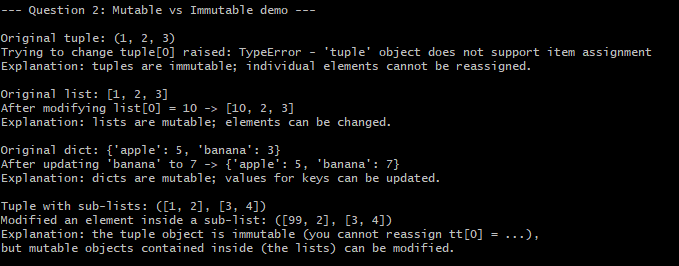 --- Question 2: Mutable vs Immutable demo ---
Original tuple: (1, 2, 3)
Trying to change tuple[0] raised: TypeError - 'tuple' object does not support item assignment
Explanation: tuples are immutable; individual elements cannot be reassigned.
Original list: [1, 2, 3]
After modifying list[0] = 10 -> [10, 2, 3]
Explanation: lists are mutable; elements can be changed.
Original dict: {'apple': 5, 'banana': 3}
After updating 'banana' to 7 -> {'apple': 5, 'banana': 7}
Explanation: dicts are mutable; values for keys can be updated.
Tuple with sub-lists: ([1, 2], [3, 4])
Modified an element inside a sub-list: ([99, 2], [3, 4])
Explanation: the tuple object is immutable (you cannot reassign tt[0] = ...),
but mutable objects contained inside (the lists) can be modified.